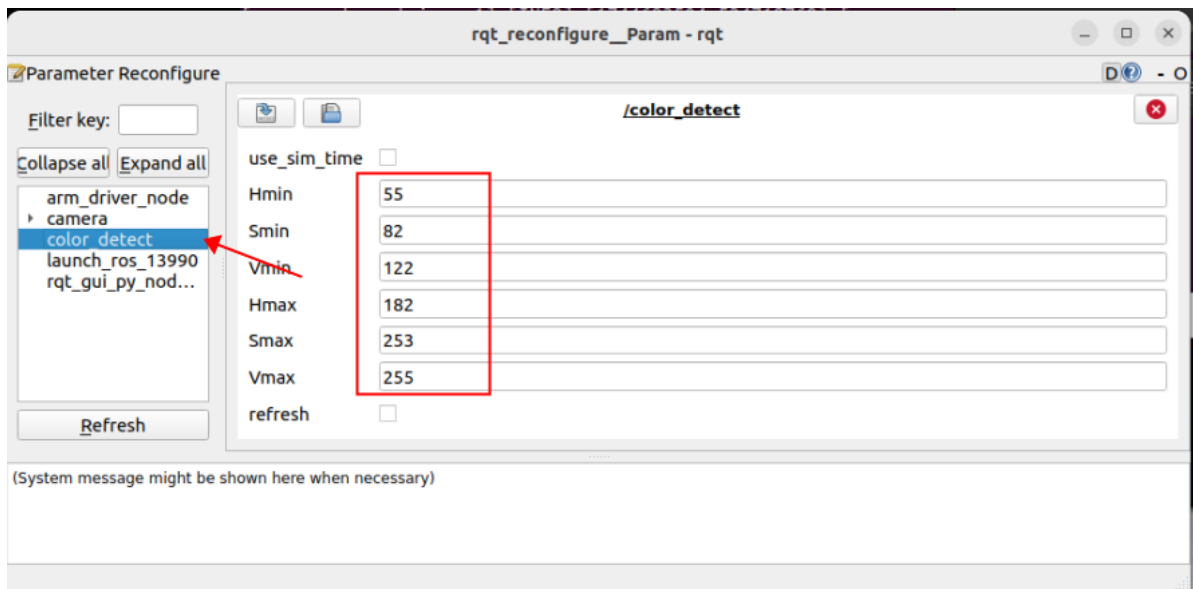 rqt_reconfigure__Param - rqt
Parameter Reconfigure
D ? - O
Filter key:
Collapse all Expand all
arm_driver_node
camera
color_detect
launch_ros_13990
rqt_gui_py_nod...
Refresh
/color_detect
use_sim_time
Hmin 55
Smin 82
Vmin 122
Hmax 182
Smax 253
Vmax 255
refresh
(System message might be shown here when necessary)